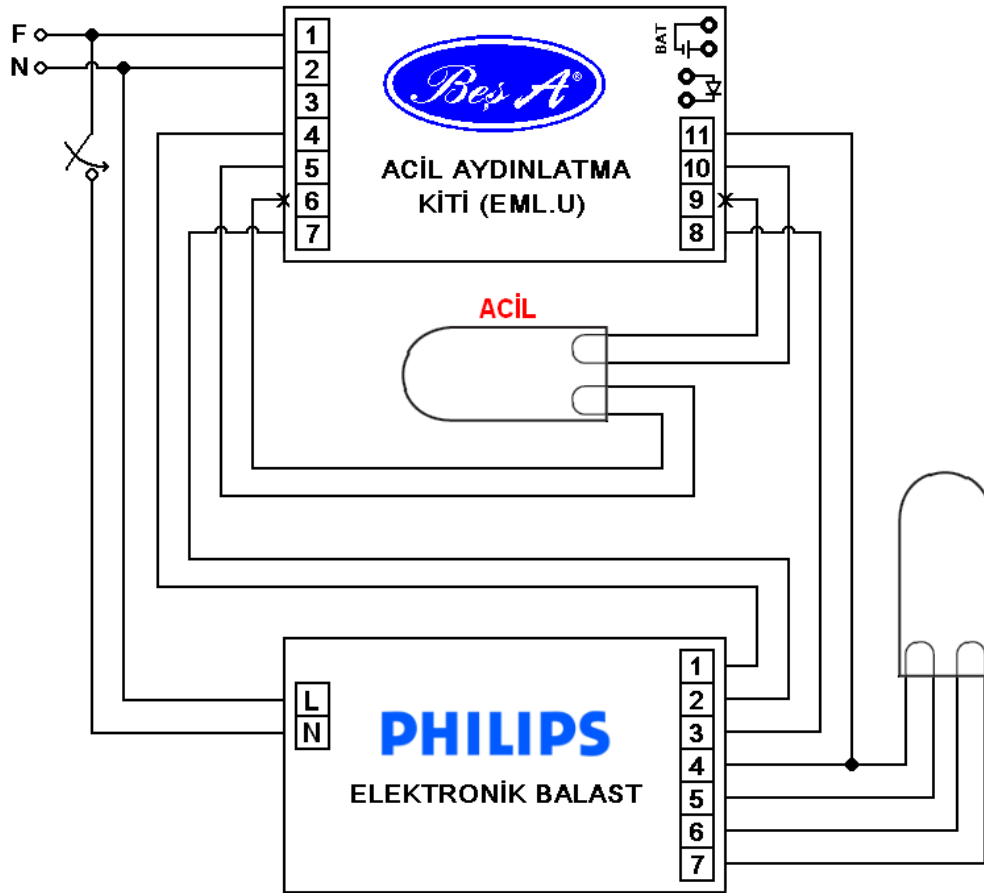 F
N
1
2
3
4
5
6
7
Beş A®
ACİL AYDINLATMA
KİTİ (EML.U)
BAT
11
10
9
8
ACİL
L
N
PHILIPS
ELEKTRONİK BALAST
1
2
3
4
5
6
7